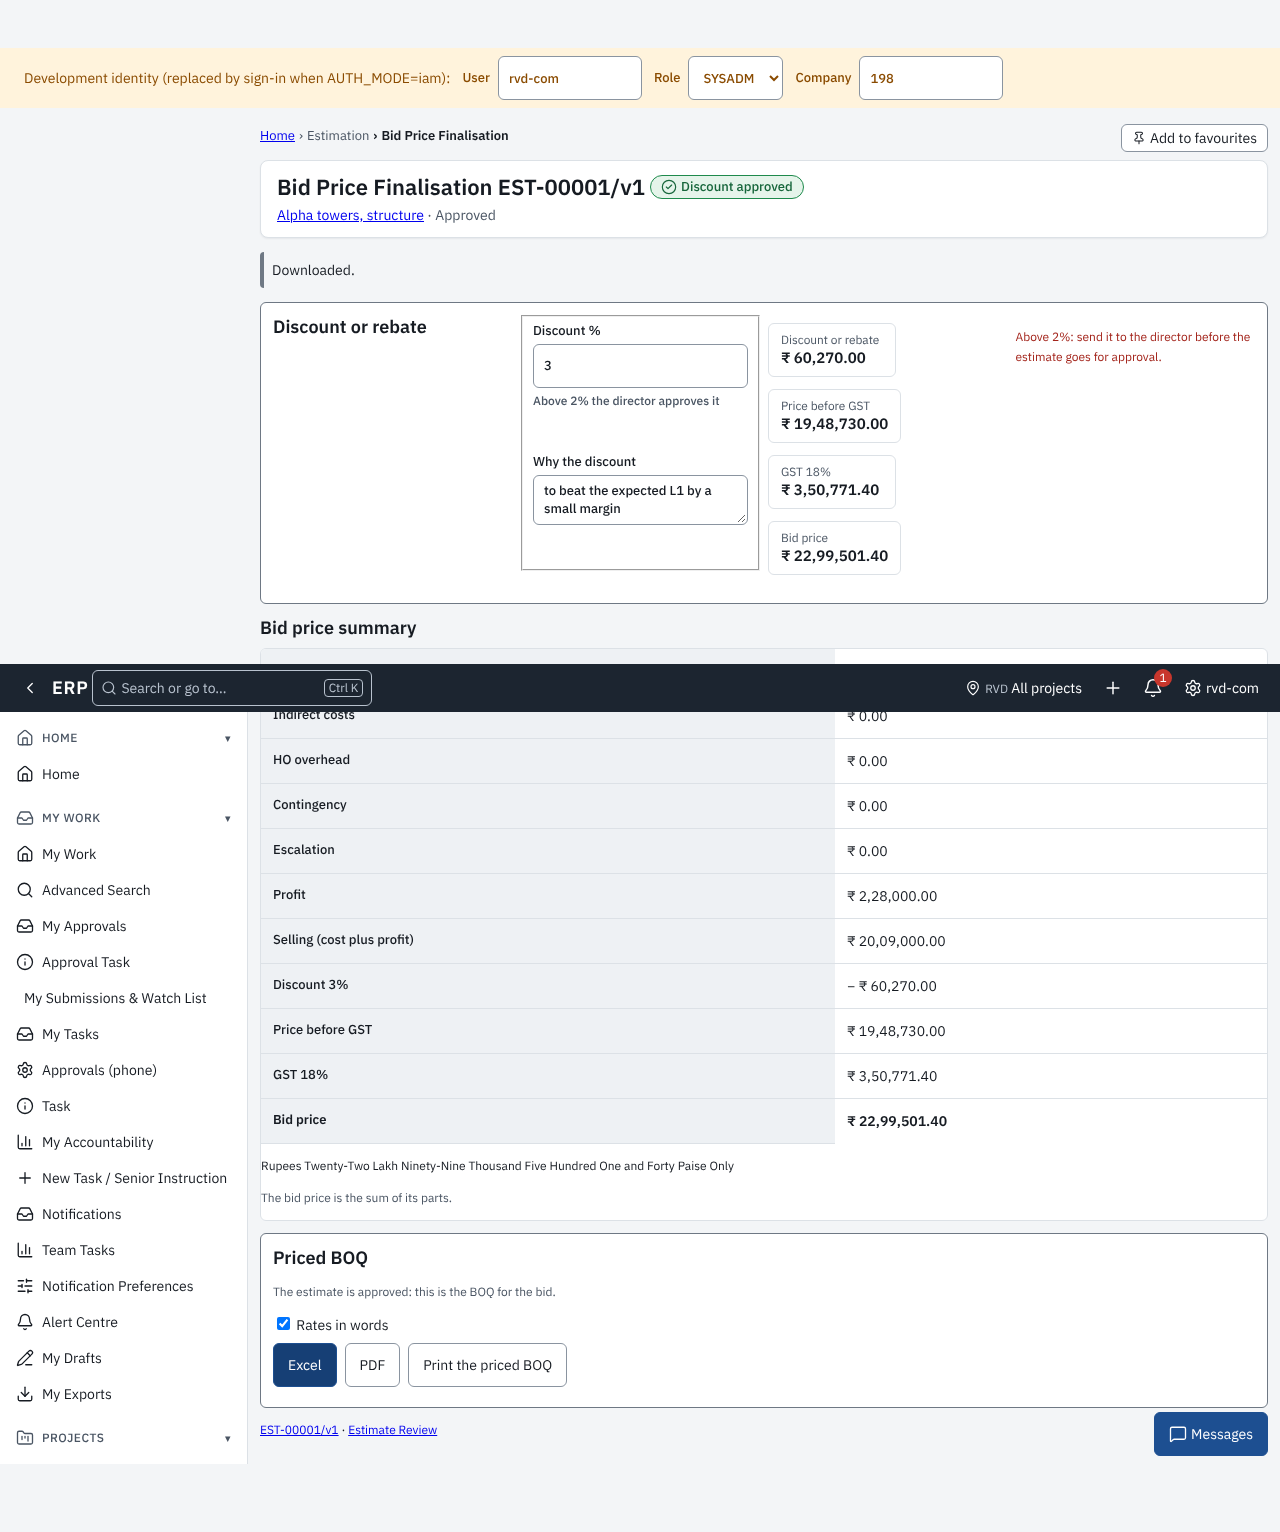 Development identity (replaced by sign-in when AUTH_MODE=iam): User rvd-com Role SYSADM Company 198
Home › Estimation › Bid Price Finalisation
Add to favourites
Bid Price Finalisation EST-00001/v1 Discount approved
Alpha towers, structure · Approved
Downloaded.
Discount or rebate
Discount %
3
Above 2% the director approves it
Why the discount
to beat the expected L1 by a
small margin
Discount or rebate
₹ 60,270.00
Price before GST
₹ 19,48,730.00
GST 18%
₹ 3,50,771.40
Bid price
₹ 22,99,501.40
Above 2%: send it to the director before the
estimate goes for approval.
Bid price summary
ERP Search or go to... Ctrl K RVD All projects 1 rvd-com
HOME
Home
MY WORK
My Work
Advanced Search
My Approvals
Approval Task
My Submissions & Watch List
My Tasks
Approvals (phone)
Task
My Accountability
New Task / Senior Instruction
Notifications
Team Tasks
Notification Preferences
Alert Centre
My Drafts
My Exports
PROJECTS
Indirect costs ₹ 0.00
HO overhead ₹ 0.00
Contingency ₹ 0.00
Escalation ₹ 0.00
Profit ₹ 2,28,000.00
Selling (cost plus profit) ₹ 20,09,000.00
Discount 3% – ₹ 60,270.00
Price before GST ₹ 19,48,730.00
GST 18% ₹ 3,50,771.40
Bid price ₹ 22,99,501.40
Rupees Twenty-Two Lakh Ninety-Nine Thousand Five Hundred One and Forty Paise Only
The bid price is the sum of its parts.
Priced BOQ
The estimate is approved: this is the BOQ for the bid.
Rates in words
Excel PDF Print the priced BOQ
EST-00001/v1 · Estimate Review
Messages